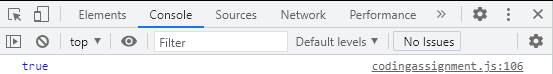 Elements Console Sources Network Performance »
top ▾ Filter Default levels ▾ No Issues
true codingassignment.js:106